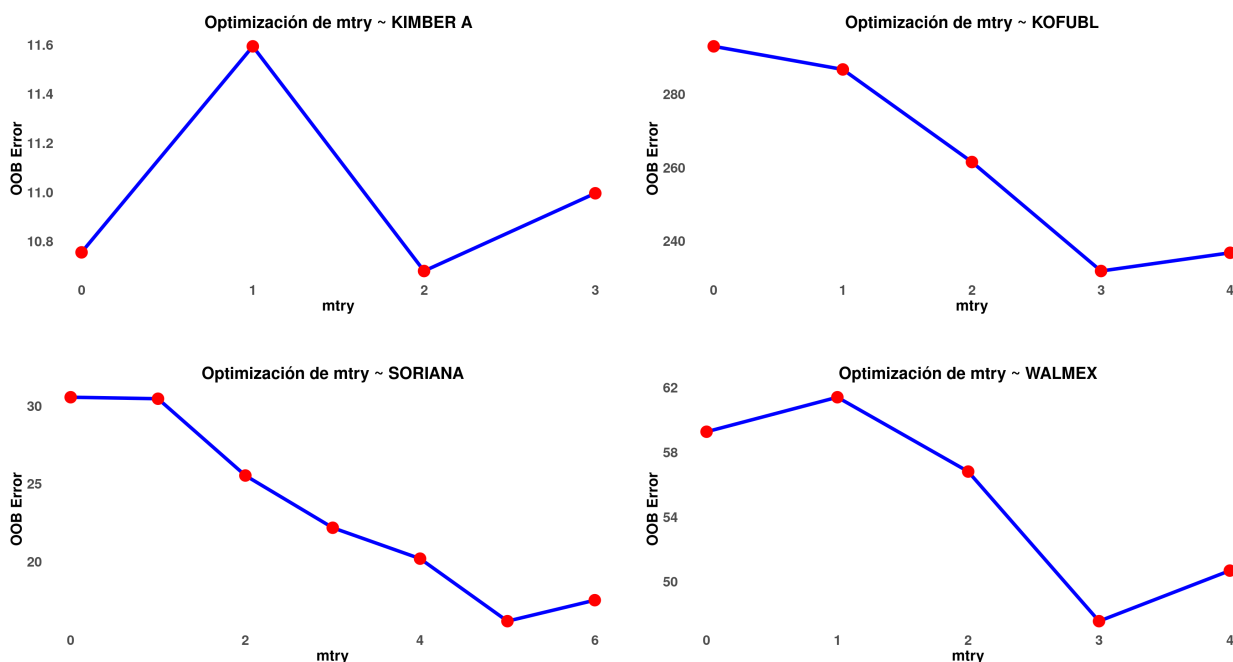 Optimización de mtry ~ KIMBER A
OOB Error
11.6
11.4
11.2
11.0
10.8
0 1 2 3
mtry
Optimización de mtry ~ KOFUBL
OOB Error
280
260
240
0 1 2 3 4
mtry
Optimización de mtry ~ SORIANA
OOB Error
30
25
20
0 2 4 6
mtry
Optimización de mtry ~ WALMEX
OOB Error
62
58
54
50
0 1 2 3 4
mtry